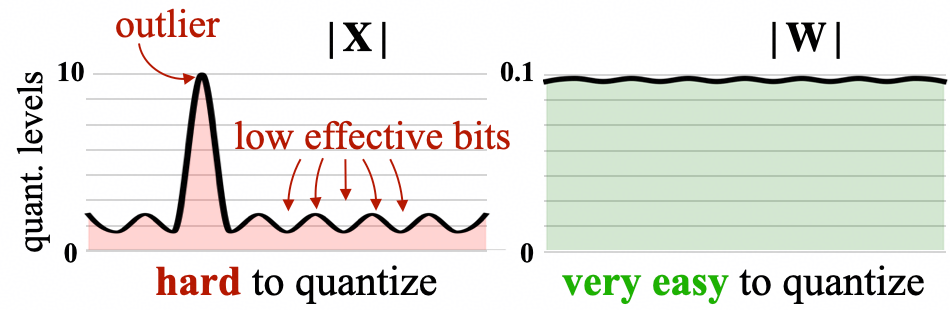 outlier
|X|
10
quant. levels
low effective bits
0
hard to quantize
|W|
0.1
0
very easy to quantize